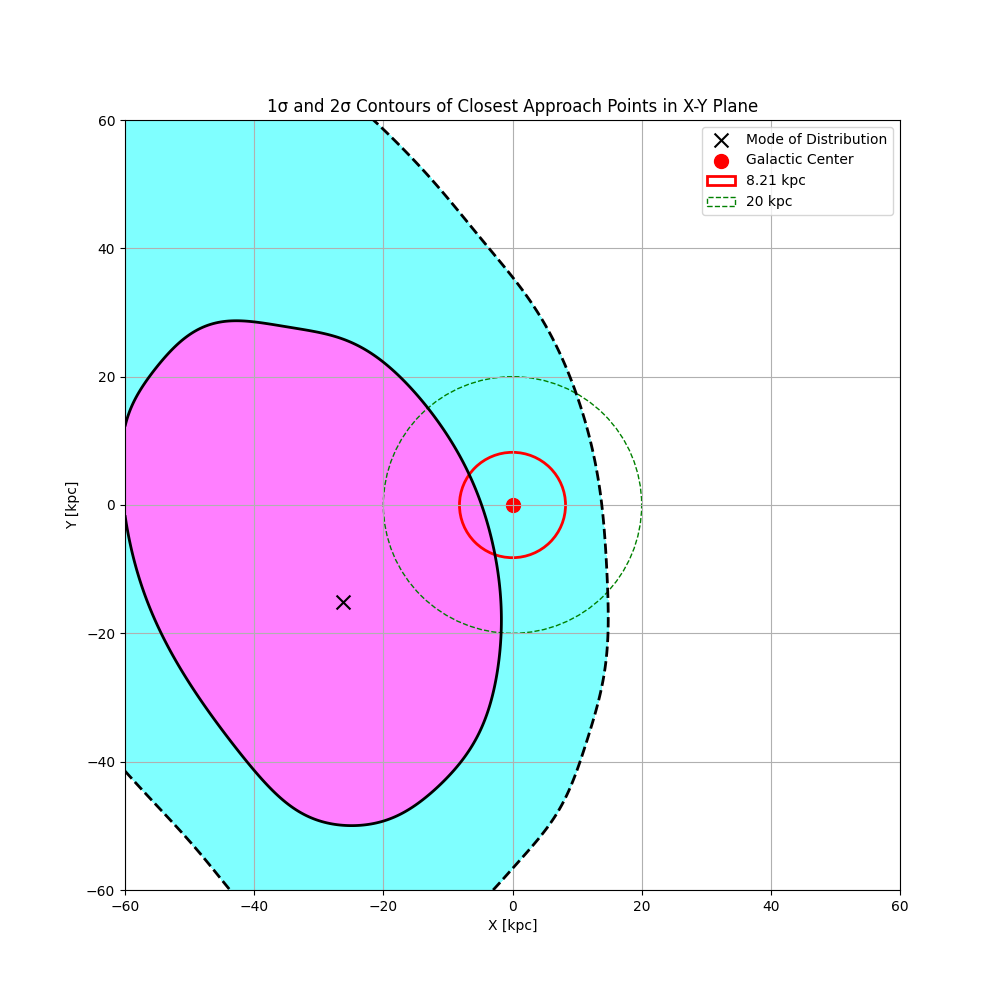 1σ and 2σ Contours of Closest Approach Points in X-Y Plane
Mode of Distribution
Galactic Center
8.21 kpc
20 kpc
60
40
20
0
−20
−40
−60
Y [kpc]
−60 −40 −20 0 20 40 60
X [kpc]